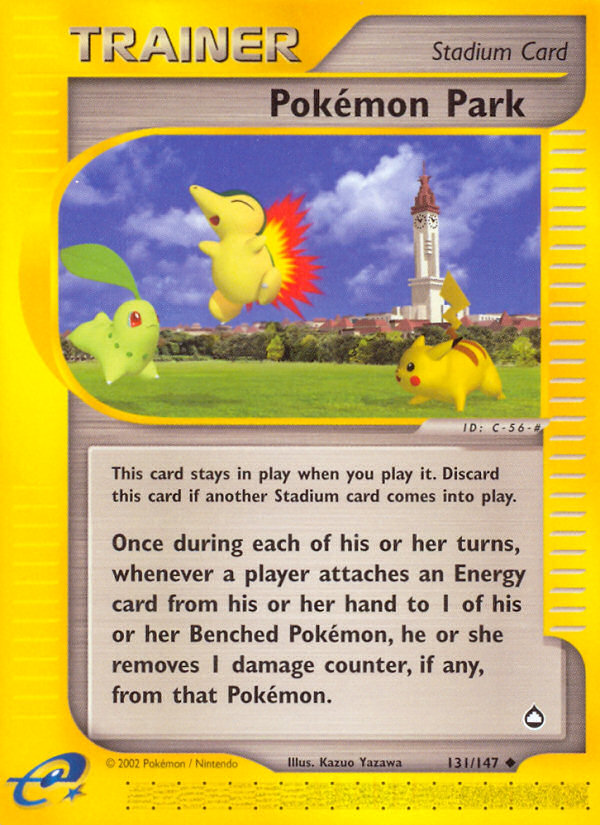 TRAINER
Stadium Card
Pokémon Park
ID: C-56-#
This card stays in play when you play it. Discard
this card if another Stadium card comes into play.
Once during each of his or her turns,
whenever a player attaches an Energy
card from his or her hand to 1 of his
or her Benched Pokémon, he or she
removes 1 damage counter, if any,
from that Pokémon.
© 2002 Pokémon / Nintendo
Illus. Kazuo Yazawa
131/147 ◆
e